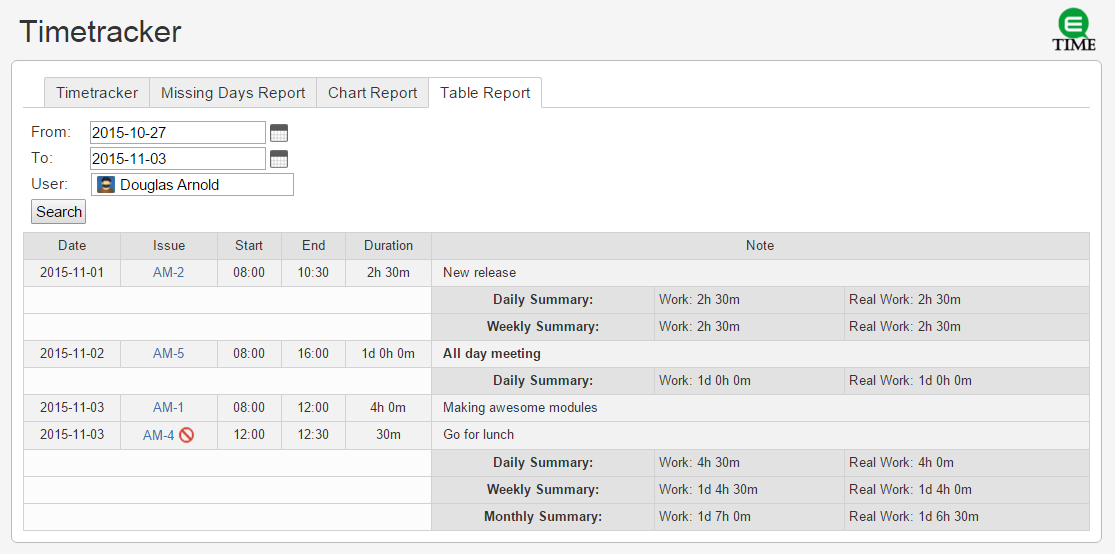 Timetracker
E
TIME
Timetracker Missing Days Report Chart Report Table Report
From: 2015-10-27
To: 2015-11-03
User: Douglas Arnold
Search
Date Issue Start End Duration Note
2015-11-01 AM-2 08:00 10:30 2h 30m New release
Daily Summary: Work: 2h 30m Real Work: 2h 30m
Weekly Summary: Work: 2h 30m Real Work: 2h 30m
2015-11-02 AM-5 08:00 16:00 1d 0h 0m All day meeting
Daily Summary: Work: 1d 0h 0m Real Work: 1d 0h 0m
2015-11-03 AM-1 08:00 12:00 4h 0m Making awesome modules
2015-11-03 AM-4 12:00 12:30 30m Go for lunch
Daily Summary: Work: 4h 30m Real Work: 4h 0m
Weekly Summary: Work: 1d 4h 30m Real Work: 1d 4h 0m
Monthly Summary: Work: 1d 7h 0m Real Work: 1d 6h 30m